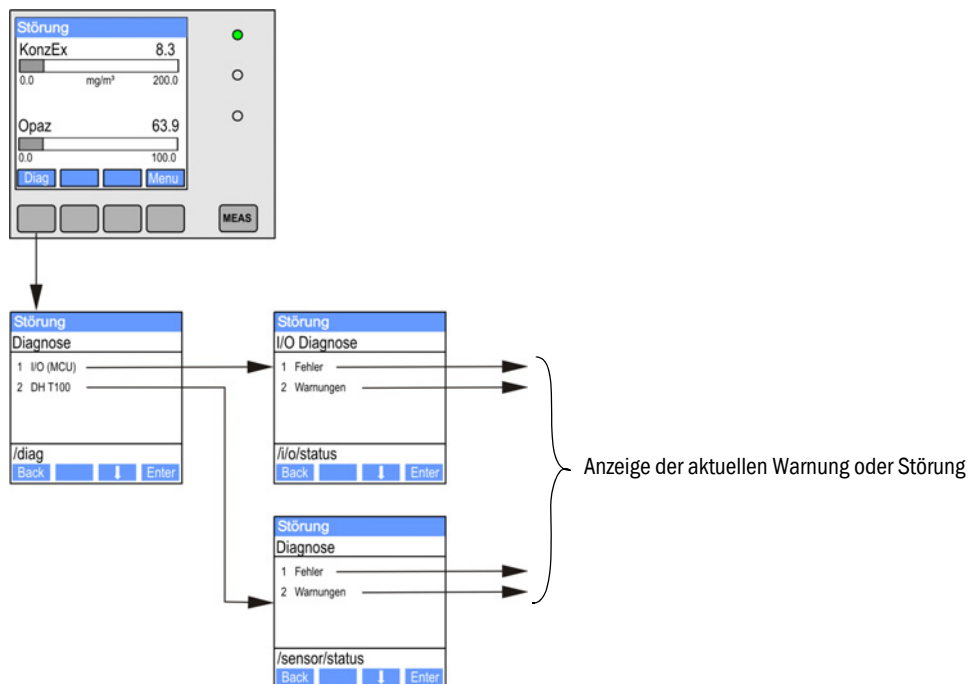 Störung
KonzEx 8.3
0.0 mg/m³ 200.0
Opaz 63.9
0.0 100.0
Diag Menu
MEAS
Störung
Diagnose
1 I/O (MCU)
2 DH T100
/diag
Back ↓ Enter
Störung
I/O Diagnose
1 Fehler
2 Warnungen
/i/o/status
Back ↓ Enter
Anzeige der aktuellen Warnung oder Störung
Störung
Diagnose
1 Fehler
2 Warnungen
/sensor/status
Back ↓ Enter